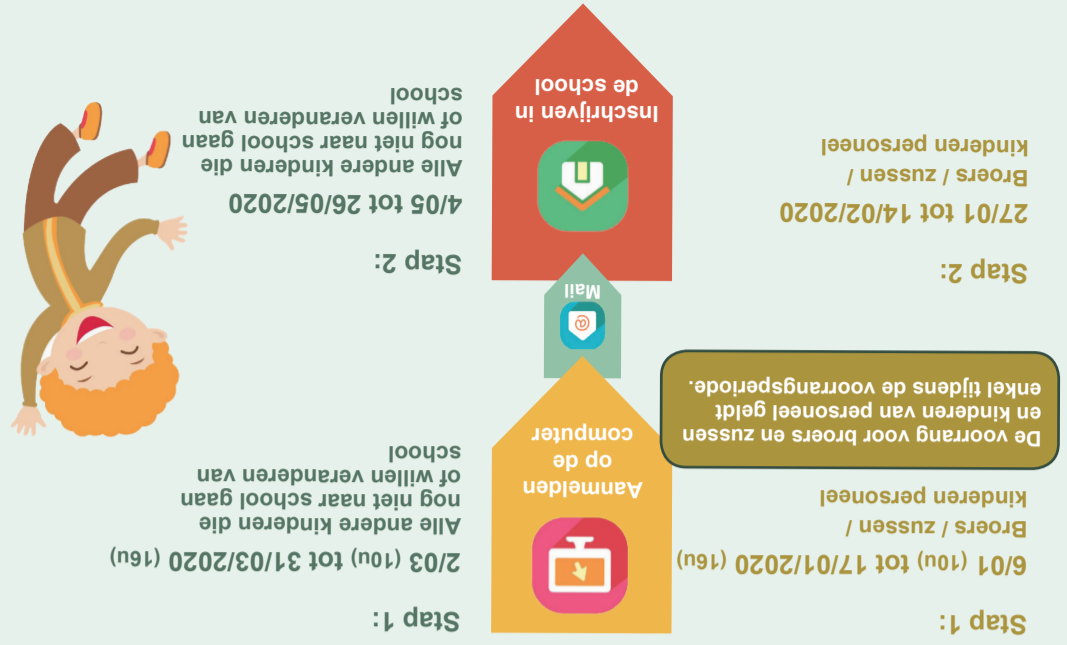 Stap 1:
6/01 (10u) tot 17/01/2020 (16u)
Broers / zussen /
kinderen personeel
De voorrang voor broers en zussen
en kinderen van personeel geldt
enkel tijdens de voorrangsperiode.
Stap 2:
27/01 tot 14/02/2020
Broers / zussen /
kinderen personeel
Aanmelden
op de
computer
@
Mail
Inschrijven in
de school
Stap 1:
2/03 (10u) tot 31/03/2020 (16u)
Alle andere kinderen die
nog niet naar school gaan
of willen veranderen van
school
Stap 2:
4/05 tot 26/05/2020
Alle andere kinderen die
nog niet naar school gaan
of willen veranderen van
school